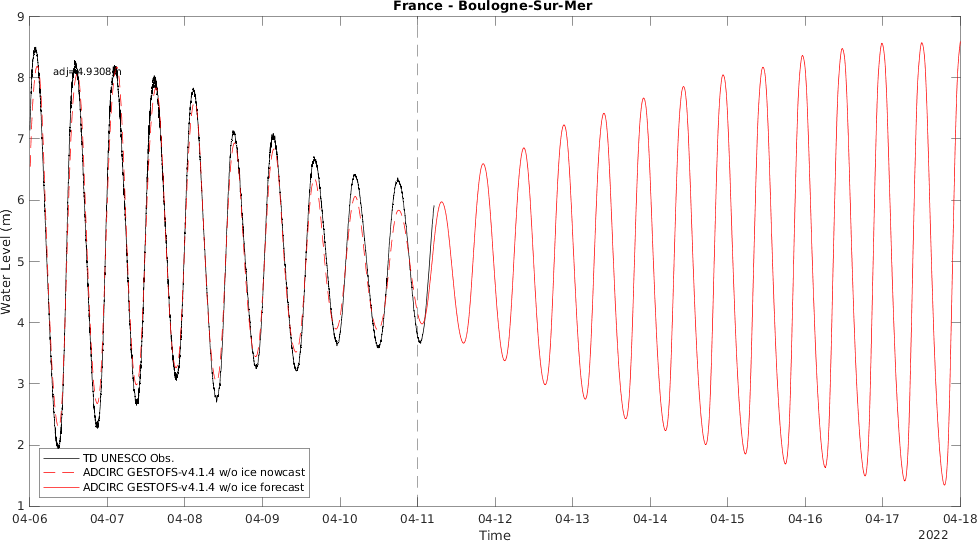 France - Boulogne-Sur-Mer
9
8
7
6
5
4
3
2
1
Water Level (m)
adj=4.9308m
TD UNESCO Obs.
ADCIRC GESTOFS-v4.1.4 w/o ice nowcast
ADCIRC GESTOFS-v4.1.4 w/o ice forecast
04-06 04-07 04-08 04-09 04-10 04-11 04-12 04-13 04-14 04-15 04-16 04-17 04-18
Time
2022